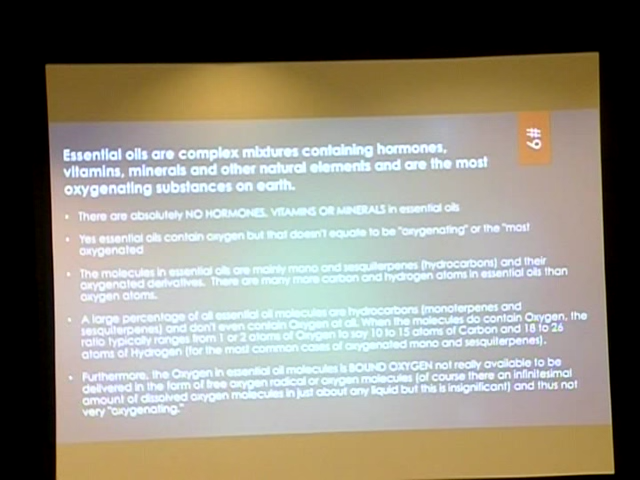 #9
Essential oils are complex mixtures containing hormones,
vitamins, minerals and other natural elements and are the most
oxygenating substances on earth.
• There are absolutely NO HORMONES, VITAMINS OR MINERALS in essential oils
• Yes essential oils contain oxygen but that doesn't equate to be "oxygenating" or the "most
oxygenated
• The molecules in essential oils are mainly mono and sesquiterpenes (hydrocarbons) and their
oxygenated derivatives. There are many more carbon and hydrogen atoms in essential oils than
oxygen atoms.
• A large percentage of all essential oil molecules are hydrocarbons (monoterpenes and
sesquiterpenes) and don't even contain Oxygen at all. When the molecules do contain Oxygen, the
ratio typically ranges from 1 or 2 atoms of Oxygen to say 10 to 15 atoms of Carbon and 18 to 26
atoms of Hydrogen (for the most common cases of oxygenated mono and sesquiterpenes).
• Furthermore, the Oxygen in essential oil molecules is BOUND OXYGEN not really available to be
delivered in the form of free oxygen radical or oxygen molecules (of course there an infinitesimal
amount of dissolved oxygen molecules in just about any liquid but this is insignificant) and thus not
very "oxygenating."